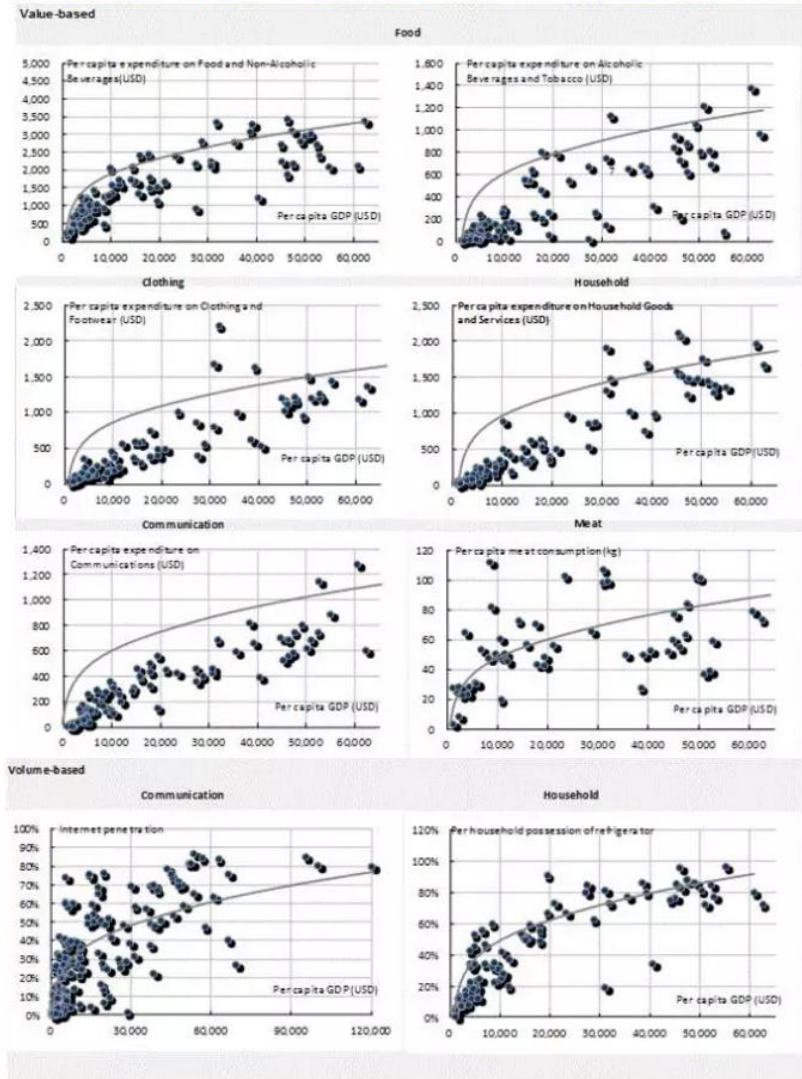 Value-based
Food
Per capita expenditure on Food and Non-Alcoholic
Beverages(USD)
5,000
4,500
4,000
3,500
3,000
2,500
2,000
1,500
1,000
500
0
Per capita GDP (USD)
0 10,000 20,000 30,000 40,000 50,000 60,000
Per capita expenditure on Alcoholic
Beverages and Tobacco (USD)
1,600
1,400
1,200
1,000
800
600
400
200
0
Per capita GDP (USD)
0 10,000 20,000 30,000 40,000 50,000 60,000
Clothing
Per capita expenditure on Clothing and
Footwear (USD)
2,500
2,000
1,500
1,000
500
0
Per capita GDP (USD)
0 10,000 20,000 30,000 40,000 50,000 60,000
Household
Per capita expenditure on Household Goods
and Services (USD)
2,500
2,000
1,500
1,000
500
0
Per capita GDP(USD)
0 10,000 20,000 30,000 40,000 50,000 60,000
Communication
Per capita expenditure on
Communications (USD)
1,400
1,200
1,000
800
600
400
200
0
Per capita GDP (USD)
0 10,000 20,000 30,000 40,000 50,000 60,000
Meat
Per capita meat consumption (kg)
120
100
80
60
40
20
0
Per capita GDP (USD)
0 10,000 20,000 30,000 40,000 50,000 60,000
Volume-based
Communication
Internet penetration
100%
90%
80%
70%
60%
50%
40%
30%
20%
10%
0%
Per capita GDP (USD)
0 30,000 60,000 90,000 120,000
Household
Per household possession of refrigerator
120%
100%
80%
60%
40%
20%
0%
Per capita GDP (USD)
0 10,000 20,000 30,000 40,000 50,000 60,000